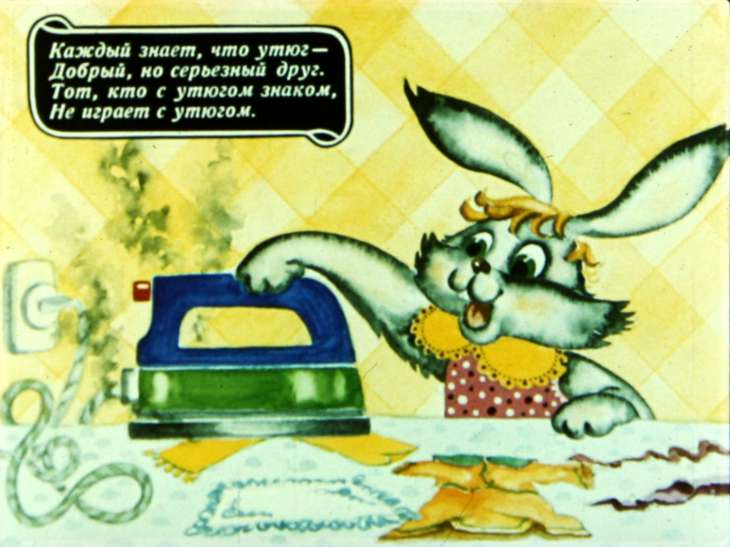 Каждый знает, что утюг —
Добрый, но серьезный друг.
Тот, кто с утюгом знаком,
Не играет с утюгом.